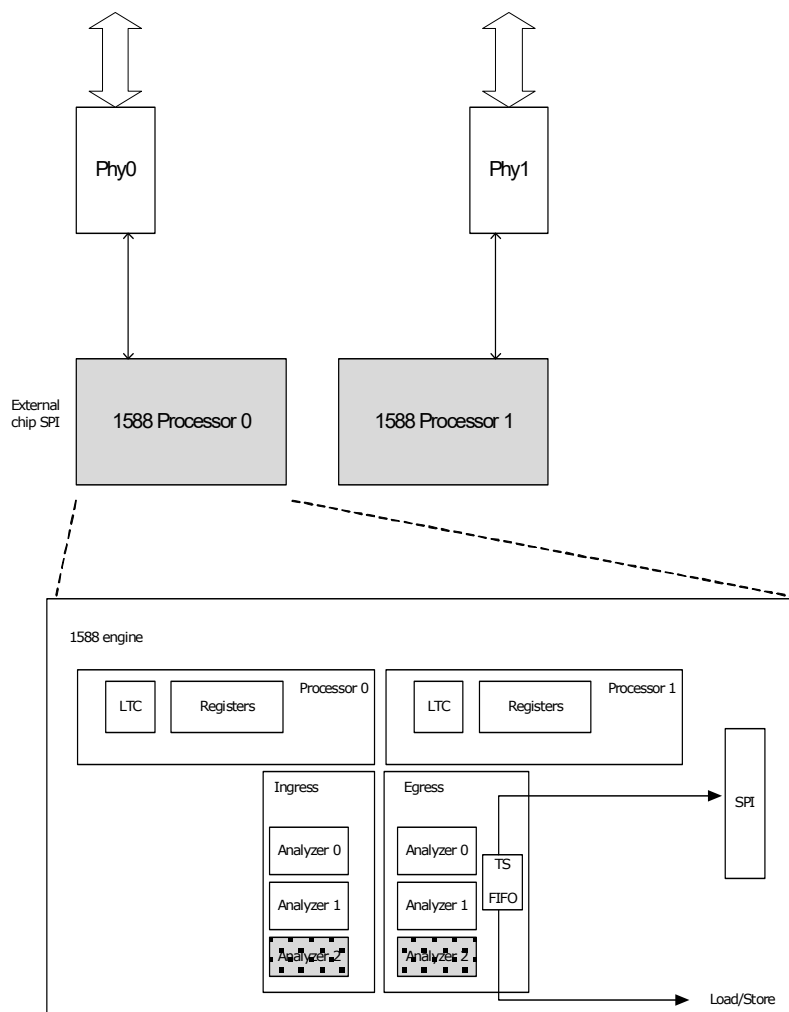 Phy0
Phy1
External
chip SPI
1588 Processor 0
1588 Processor 1
1588 engine
Processor 0
LTC
Registers
Processor 1
LTC
Registers
SPI
Ingress
Analyzer 0
Analyzer 1
Analyzer 2
Egress
Analyzer 0
Analyzer 1
Analyzer 2
TS
FIFO
Load/Store